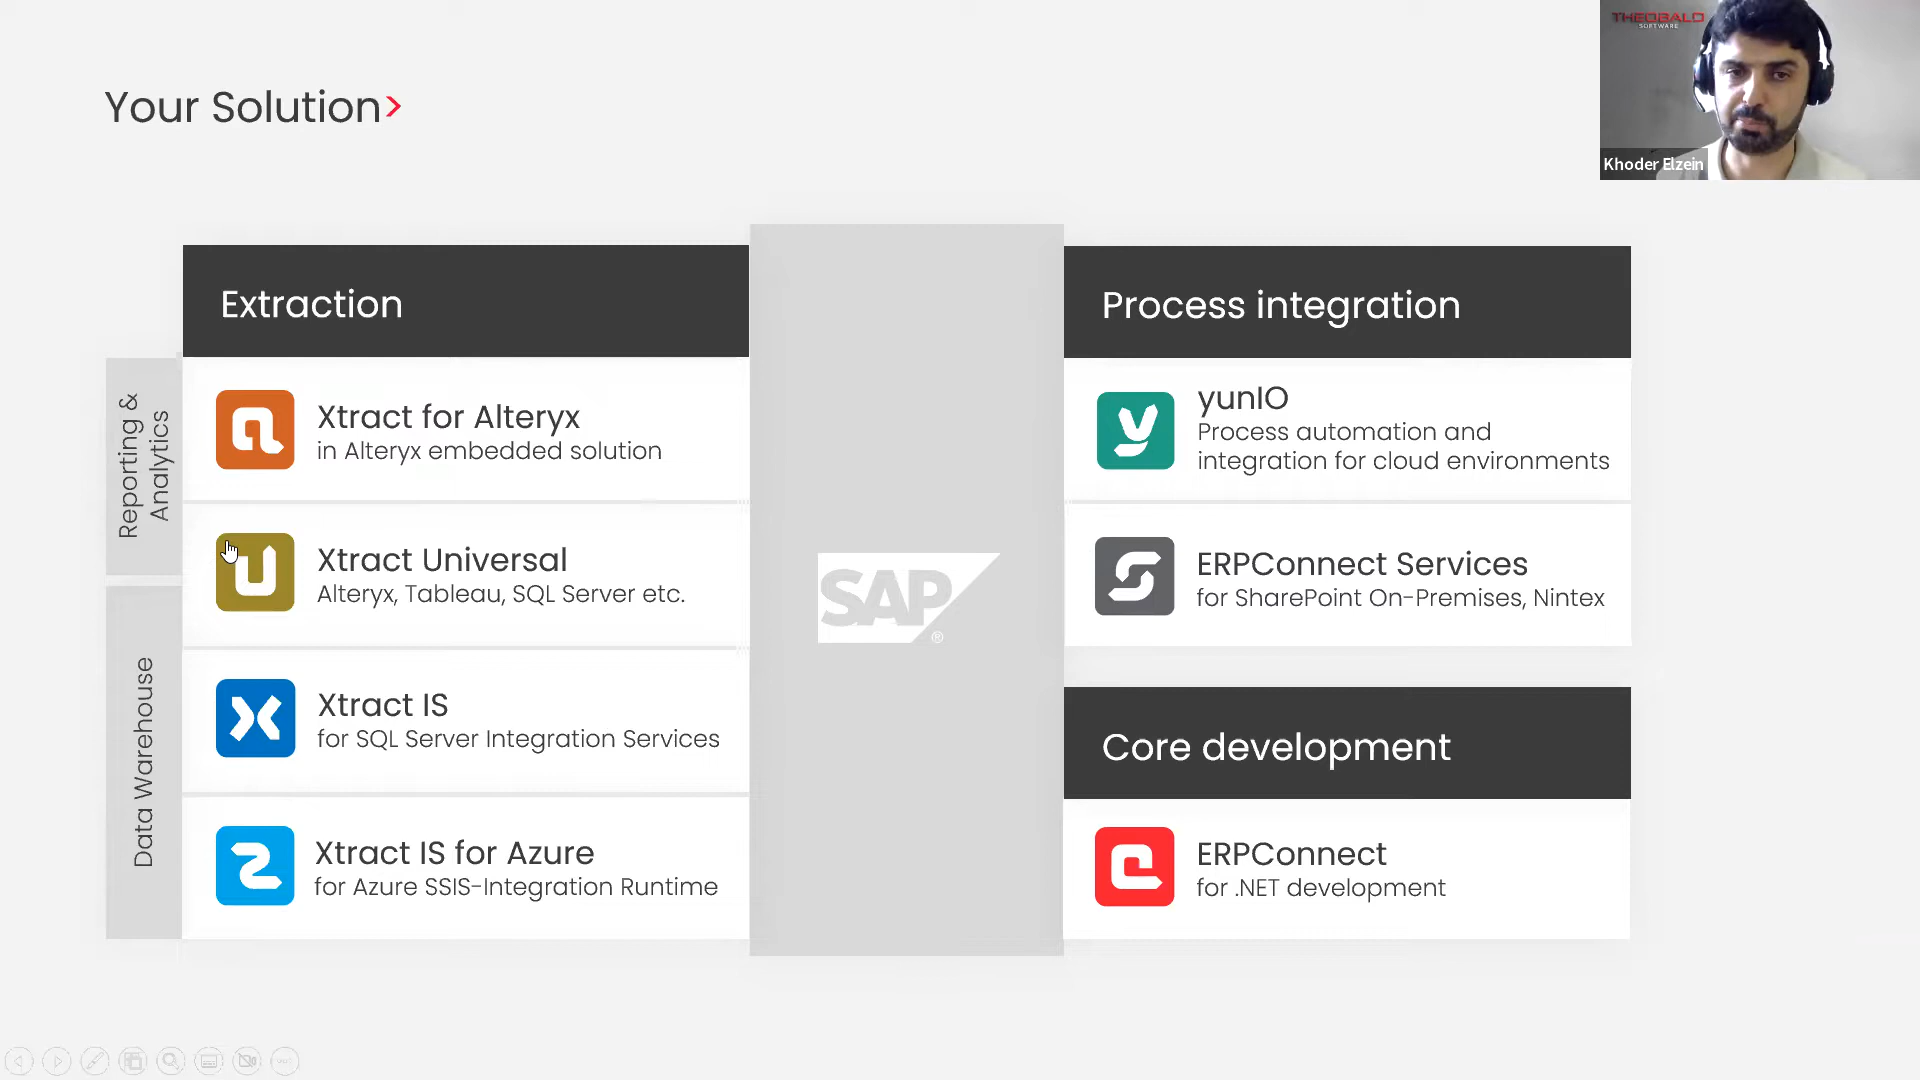 THEOBALD
SOFTWARE
Khoder Elzein
Your Solution>
Extraction
Reporting &
Analytics
Data Warehouse
Xtract for Alteryx
in Alteryx embedded solution
Xtract Universal
Alteryx, Tableau, SQL Server etc.
Xtract IS
for SQL Server Integration Services
Xtract IS for Azure
for Azure SSIS-Integration Runtime
SAP
®
Process integration
yunIO
Process automation and
integration for cloud environments
ERPConnect Services
for SharePoint On-Premises, Nintex
Core development
ERPConnect
for .NET development